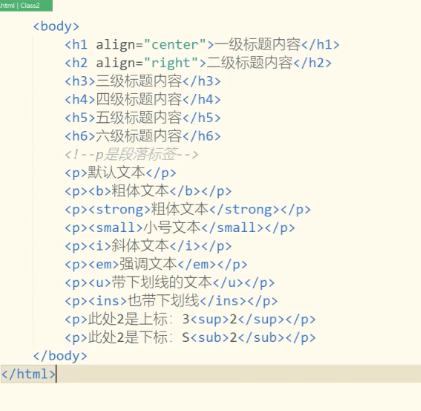 html | Class2
<body>
<h1 align="center">一级标题内容</h1>
<h2 align="right">二级标题内容</h2>
<h3>三级标题内容</h3>
<h4>四级标题内容</h4>
<h5>五级标题内容</h5>
<h6>六级标题内容</h6>
<!--p是段落标签-->
<p>默认文本</p>
<p><b>粗体文本</b></p>
<p><strong>粗体文本</strong></p>
<p><small>小号文本</small></p>
<p><i>斜体文本</i></p>
<p><em>强调文本</em></p>
<p><u>带下划线的文本</u></p>
<p><ins>也带下划线</ins></p>
<p>此处2是上标: 3<sup>2</sup></p>
<p>此处2是下标: S<sub>2</sub></p>
</body>
</html>